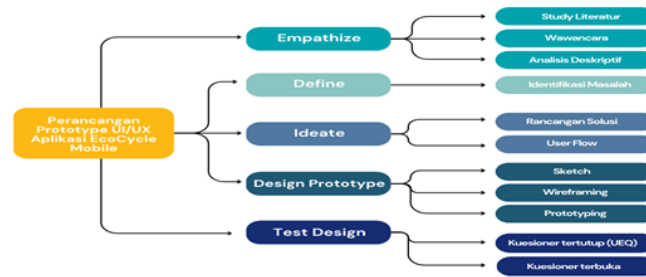 Perancangan
Prototype UI/UX
Aplikasi EcoCycle
Mobile
Empathize
Study Literatur
Wawancara
Analisis Deskriptif
Define
Identifikasi Masalah
Ideate
Rancangan Solusi
User Flow
Design Prototype
Sketch
Wireframing
Prototyping
Test Design
Kuesioner tertutup (UEQ)
Kuesioner terbuka